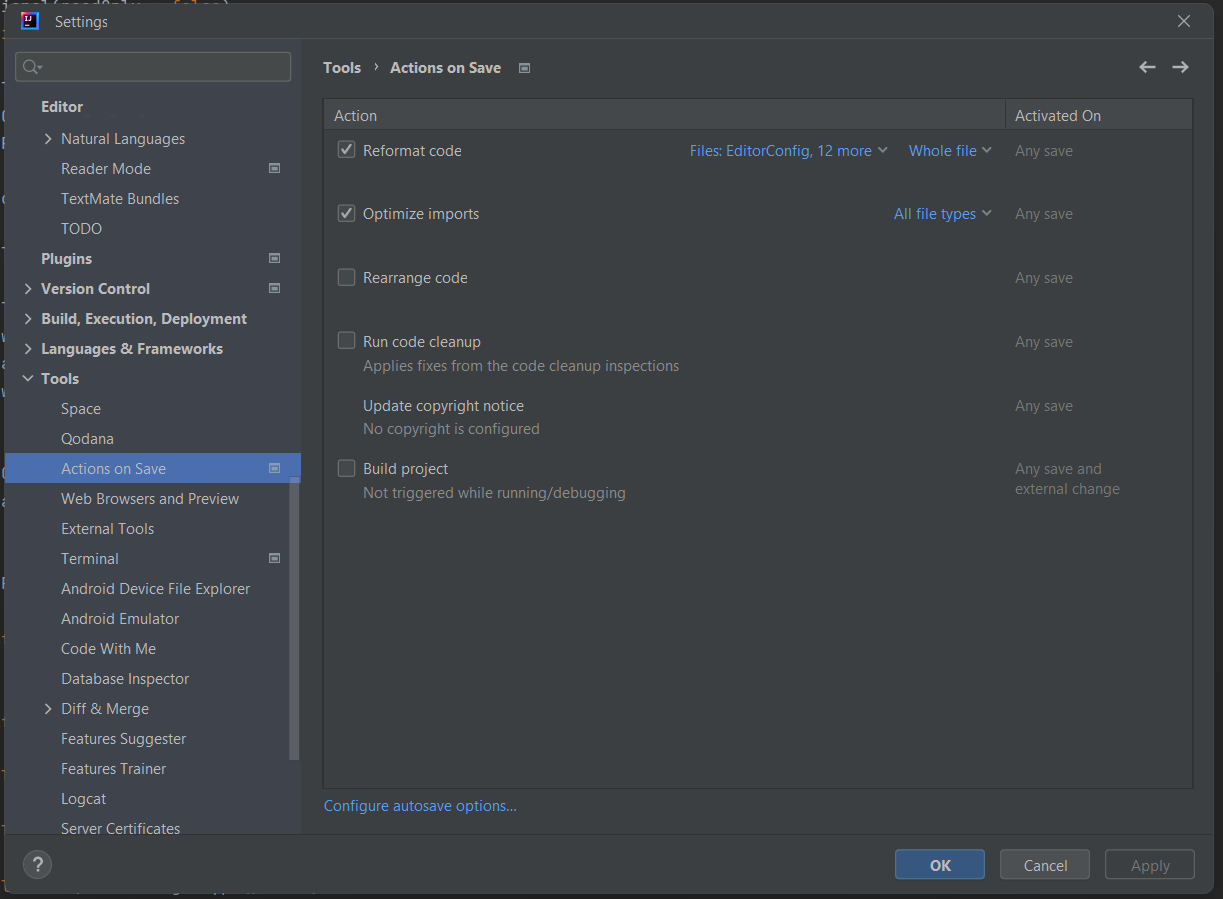 Settings
Tools › Actions on Save
Editor
Natural Languages
Reader Mode
TextMate Bundles
TODO
Plugins
Version Control
Build, Execution, Deployment
Languages & Frameworks
Tools
Space
Qodana
Actions on Save
Web Browsers and Preview
External Tools
Terminal
Android Device File Explorer
Android Emulator
Code With Me
Database Inspector
Diff & Merge
Features Suggester
Features Trainer
Logcat
Server Certificates
Action Activated On
Reformat code Files: EditorConfig, 12 more Whole file Any save
Optimize imports All file types Any save
Rearrange code Any save
Run code cleanup Any save
Applies fixes from the code cleanup inspections
Update copyright notice Any save
No copyright is configured
Build project Any save and
Not triggered while running/debugging external change
Configure autosave options...
? OK Cancel Apply